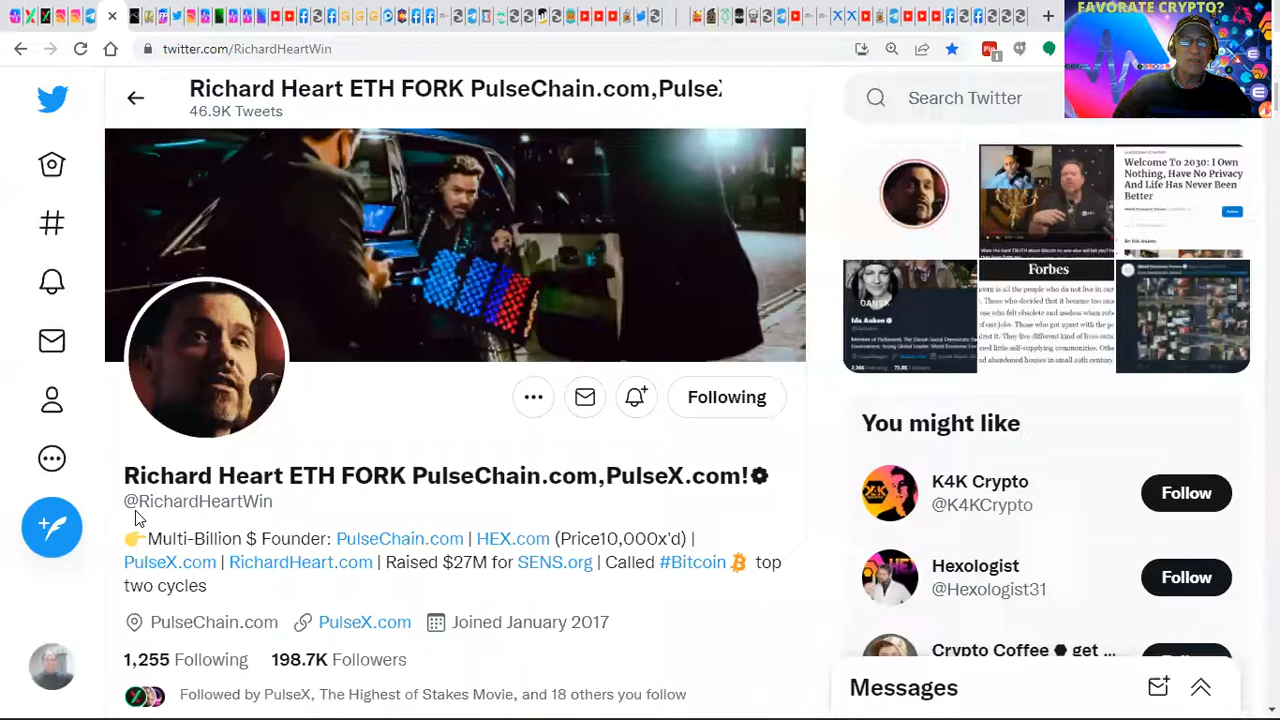 FAVORATE CRYPTO?
twitter.com/RichardHeartWin
1
Richard Heart ETH FORK PulseChain.com,Pulse
46.9K Tweets
Search Twitter
Welcome To 2030: I Own
Nothing, Have No Privacy
And Life Has Never Been
Better
Forbes
Following
You might like
Richard Heart ETH FORK PulseChain.com,PulseX.com!
@RichardHeartWin
👉Multi-Billion $ Founder: PulseChain.com | HEX.com (Price10,000x'd) |
PulseX.com | RichardHeart.com | Raised $27M for SENS.org | Called #Bitcoin top
two cycles
PulseChain.com PulseX.com Joined January 2017
1,255 Following 198.7K Followers
Followed by PulseX, The Highest of Stakes Movie, and 18 others you follow
K4K Crypto
@K4KCrypto
Follow
Hexologist
@Hexologist31
Follow
Crypto Coffee ⬣ get ...
Messages